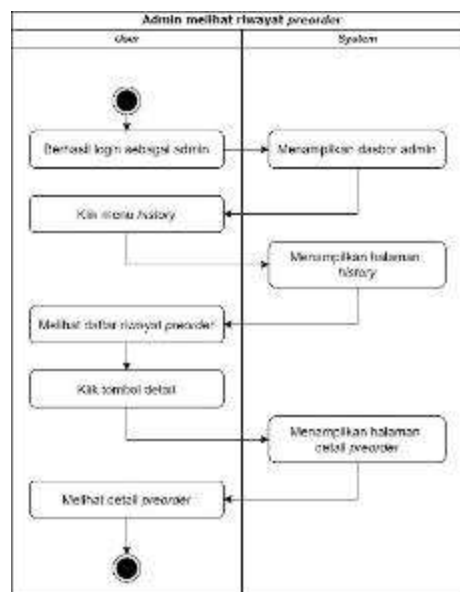 Admin melihat riwayat preorder
User
System
Berhasil login sebagai admin
Menampilkan dasbor admin
Klik menu history
Menampilkan halaman
history
Melihat daftar riwayat preorder
Klik tombol detail
Menampilkan halaman
detail preorder
Melihat detail preorder